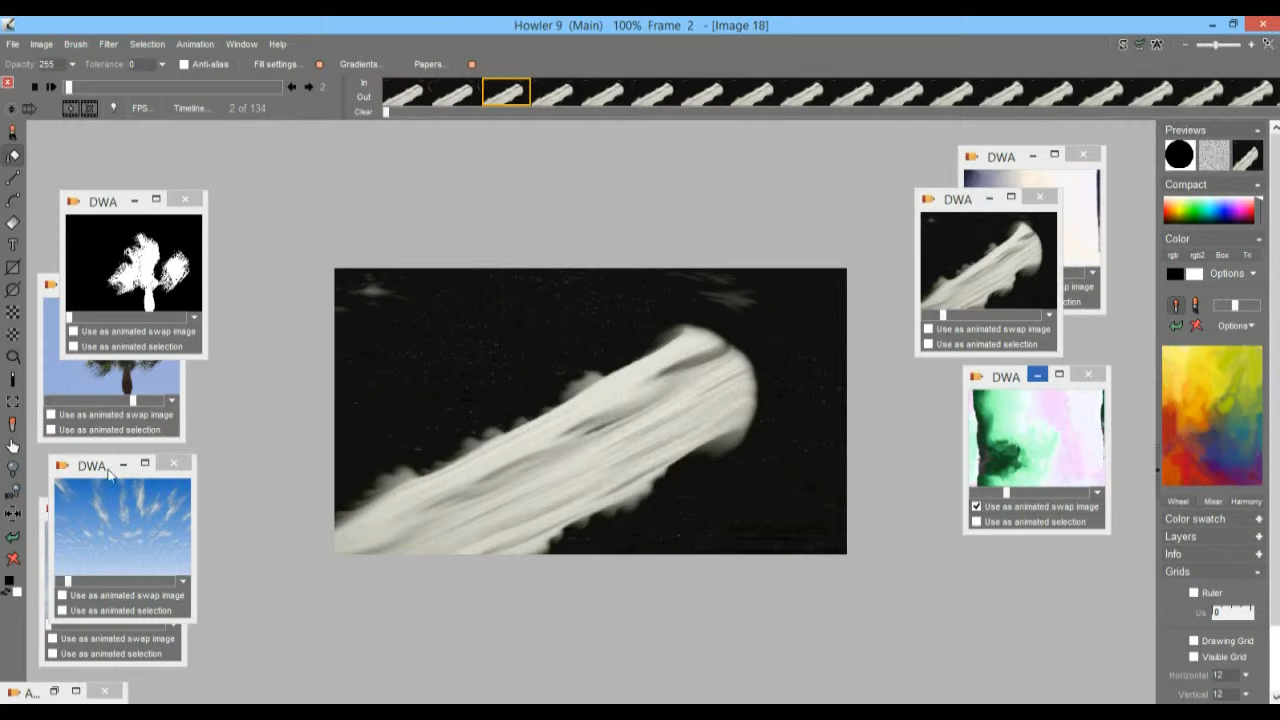 Howler 9 (Main) 100% Frame 2 - [Image 18]
File Image Brush Filter Selection Animation Window Help
Opacity 255 Tolerance 0 Anti-alias Fill settings... Gradients... Papers...
In
Out
Clear
2
FPS... Timeline... 2 of 134
DWA
Use as animated swap image
Use as animated selection
Use as animated swap image
Use as animated selection
DWA
Use as animated swap image
Use as animated selection
Use as animated swap image
Use as animated selection
A...
DWA
p image
ction
DWA
Use as animated swap image
Use as animated selection
DWA
Use as animated swap image
Use as animated selection
Previews
Compact
Color
rgb rgb2 Box Tri
Options
Options
Wheel Mixer Harmony
Color swatch
Layers
Info
Grids
Ruler
Us 0
Drawing Grid
Visible Grid
Horizontal 12
Vertical 12